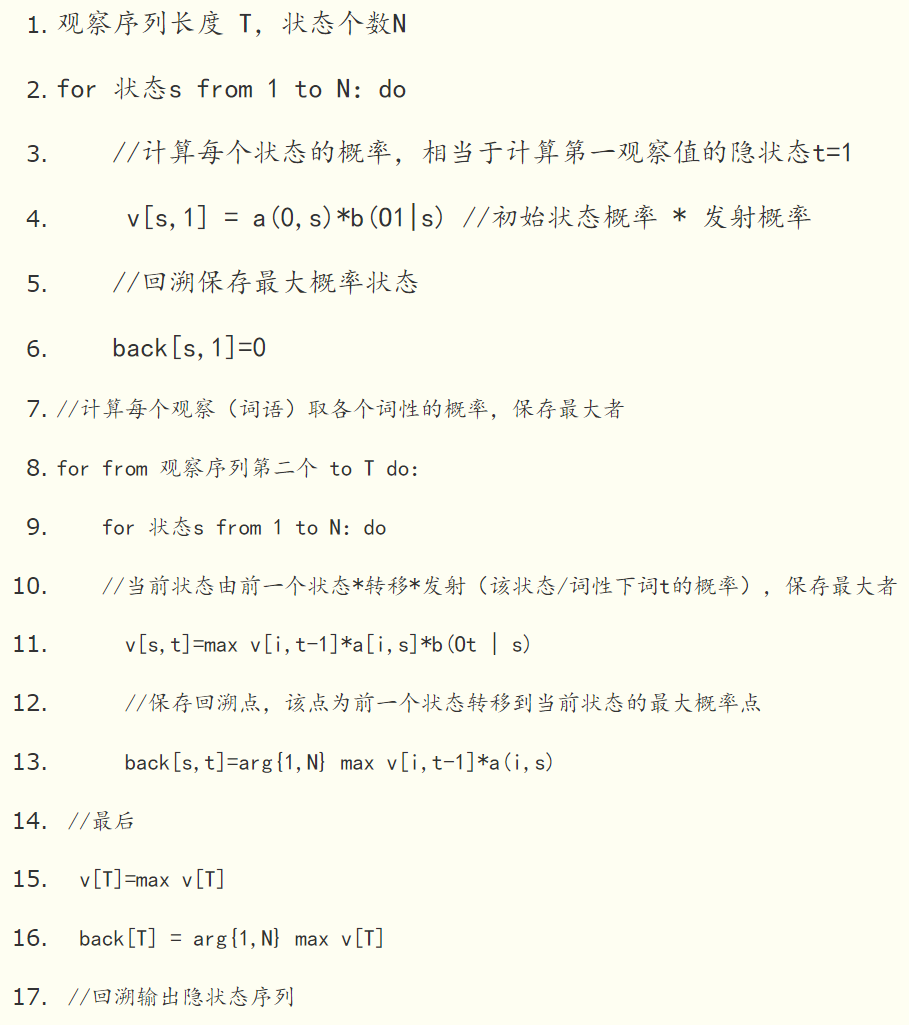 1. 观察序列长度 T，状态个数N
2. for 状态s from 1 to N：do
3. //计算每个状态的概率，相当于计算第一观察值的隐状态t=1
4. v[s,1] = a(0,s)*b(O1|s) //初始状态概率 * 发射概率
5. //回溯保存最大概率状态
6. back[s,1]=0
7. //计算每个观察（词语）取各个词性的概率，保存最大者
8. for from 观察序列第二个 to T do：
9. for 状态s from 1 to N：do
10. //当前状态由前一个状态*转移*发射（该状态/词性下词t的概率），保存最大者
11. v[s,t]=max v[i,t-1]*a[i,s]*b(Ot | s)
12. //保存回溯点，该点为前一个状态转移到当前状态的最大概率点
13. back[s,t]=arg{1,N} max v[i,t-1]*a(i,s)
14. //最后
15. v[T]=max v[T]
16. back[T] = arg{1,N} max v[T]
17. //回溯输出隐状态序列